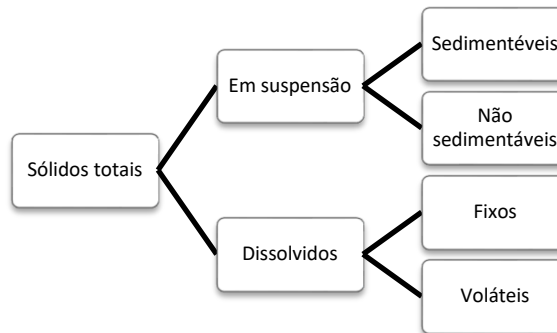 Sólidos totais
Em suspensão
Sedimentéveis
Não
sedimentáveis
Dissolvidos
Fixos
Voláteis